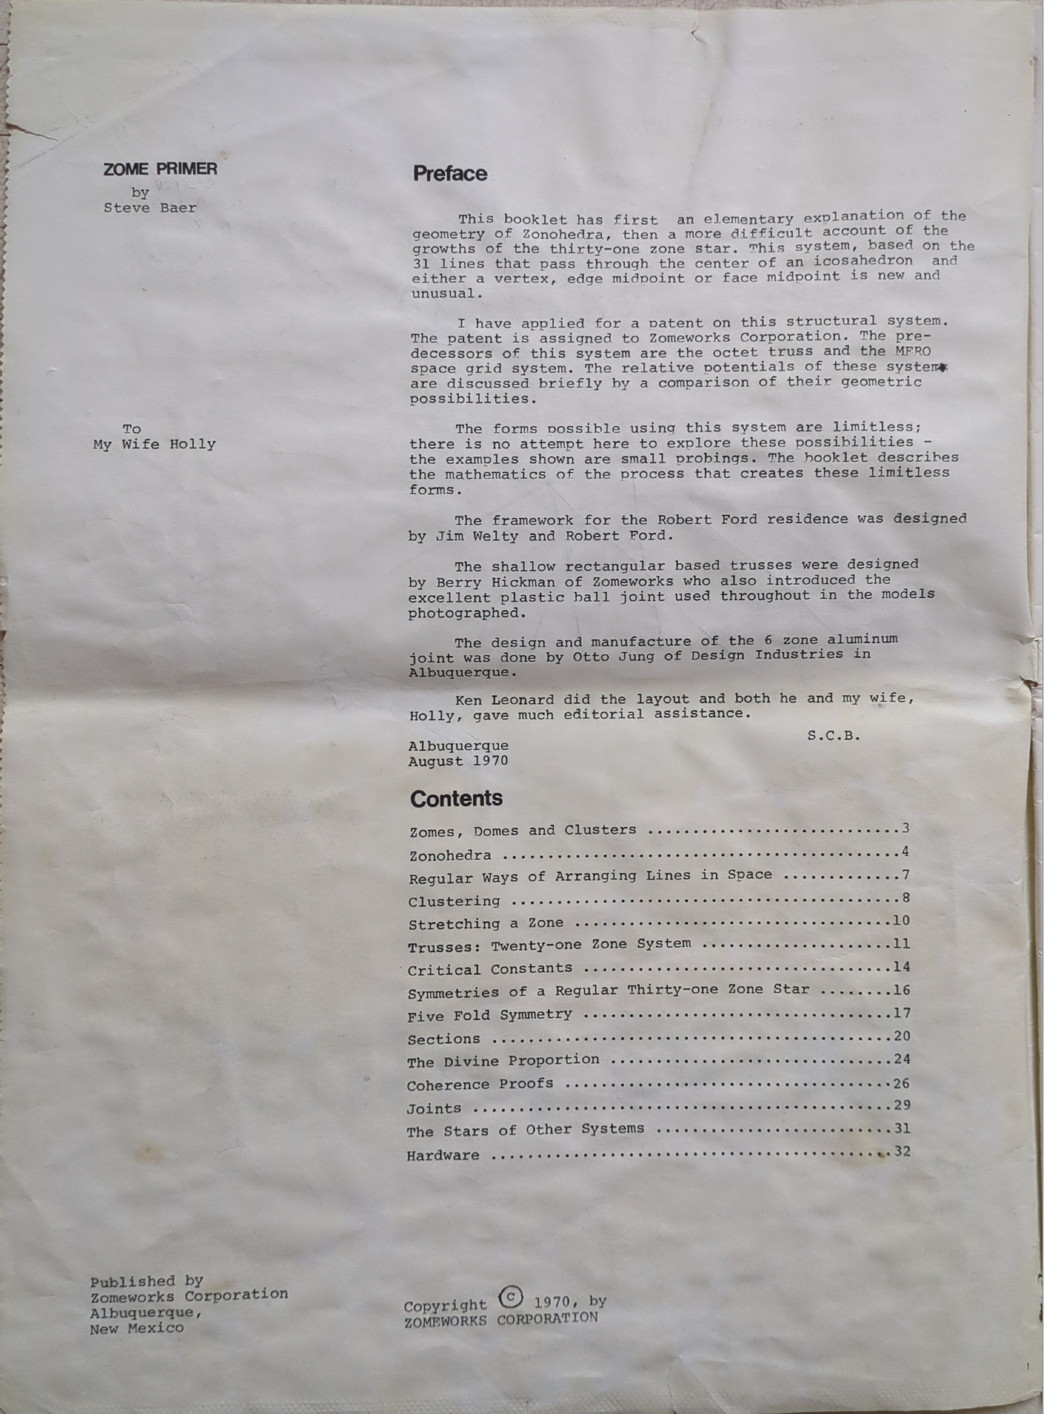 ZOME PRIMER
by
Steve Baer
To
My Wife Holly
Preface
This booklet has first an elementary explanation of the
geometry of Zonohedra, then a more difficult account of the
growths of the thirty-one zone star. This system, based on the
31 lines that pass through the center of an icosahedron and
either a vertex, edge midpoint or face midpoint is new and
unusual.
I have applied for a patent on this structural system.
The patent is assigned to Zomeworks Corporation. The pre-
decessors of this system are the octet truss and the MERO
space grid system. The relative potentials of these systems
are discussed briefly by a comparison of their geometric
possibilities.
The forms possible using this system are limitless;
there is no attempt here to explore these possibilities -
the examples shown are small probings. The booklet describes
the mathematics of the process that creates these limitless
forms.
The framework for the Robert Ford residence was designed
by Jim Welty and Robert Ford.
The shallow rectangular based trusses were designed
by Berry Hickman of Zomeworks who also introduced the
excellent plastic ball joint used throughout in the models
photographed.
The design and manufacture of the 6 zone aluminum
joint was done by Otto Jung of Design Industries in
Albuquerque.
Ken Leonard did the layout and both he and my wife,
Holly, gave much editorial assistance.
S.C.B.
Albuquerque
August 1970
Contents
Zomes, Domes and Clusters ............................3
Zonohedra ............................................4
Regular Ways of Arranging Lines in Space .............7
Clustering ...........................................8
Stretching a Zone ...................................10
Trusses: Twenty-one Zone System .....................11
Critical Constants ..................................14
Symmetries of a Regular Thirty-one Zone Star ........16
Five Fold Symmetry ..................................17
Sections ............................................20
The Divine Proportion ...............................24
Coherence Proofs ....................................26
Joints ..............................................29
The Stars of Other Systems ..........................31
Hardware ............................................32
Published by
Zomeworks Corporation
Albuquerque,
New Mexico
Copyright © 1970, by
ZOMEWORKS CORPORATION